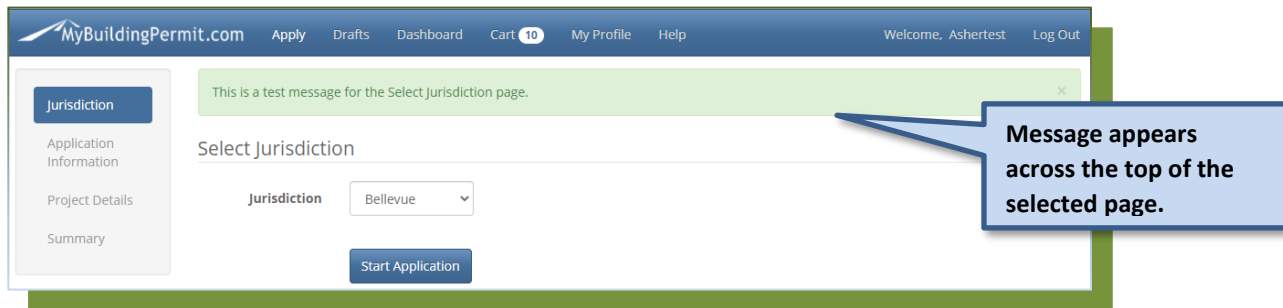 MyBuildingPermit.com Apply Drafts Dashboard Cart 10 My Profile Help Welcome, Ashertest Log Out
Jurisdiction
Application
Information
Project Details
Summary
This is a test message for the Select Jurisdiction page. ×
Select Jurisdiction
Jurisdiction Bellevue
Start Application
Message appears
across the top of the
selected page.